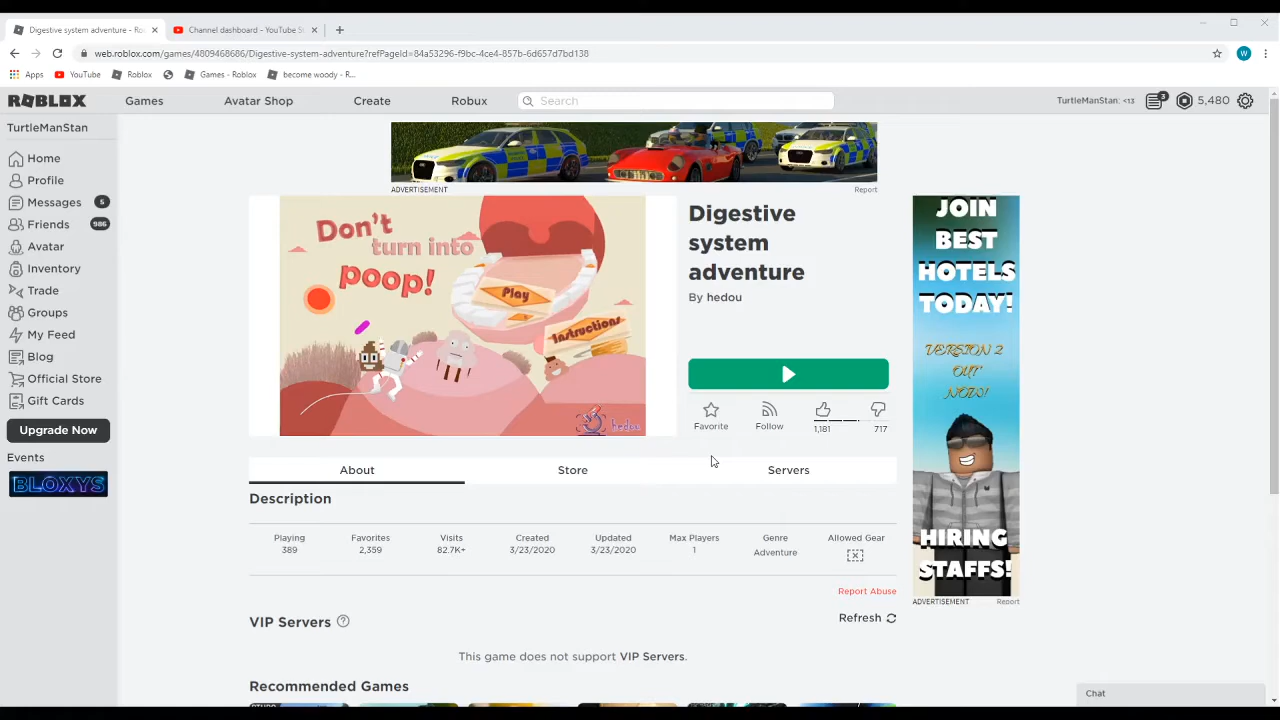 Digestive system adventure - Ro
Channel dashboard - YouTube St
web.roblox.com/games/4809468686/Digestive-system-adventure?refPageId=84a53296-f9bc-4ce4-857b-6d657d7bd138
W
Apps
YouTube
Roblox
Games - Roblox
become woody - R...
ROBLOX
Games
Avatar Shop
Create
Robux
Search
TurtleManStan: <13
3
5,480
TurtleManStan
Home
Profile
Messages
5
Friends
986
Avatar
Inventory
Trade
Groups
My Feed
Blog
Official Store
Gift Cards
Upgrade Now
Events
BLOXYS
ADVERTISEMENT
Report
Don't
turn into
poop!
Play
Instructions
hedou
Digestive
system
adventure
By hedou
Favorite
Follow
1,181
717
JOIN
BEST
HOTELS
TODAY!
VERSION 2
OUT
NOW!
HIRING
STAFFS!
ADVERTISEMENT
Report
About
Store
Servers
Description
Playing
389
Favorites
2,359
Visits
82.7K+
Created
3/23/2020
Updated
3/23/2020
Max Players
1
Genre
Adventure
Allowed Gear
Report Abuse
VIP Servers
Refresh
This game does not support VIP Servers.
Recommended Games
Chat